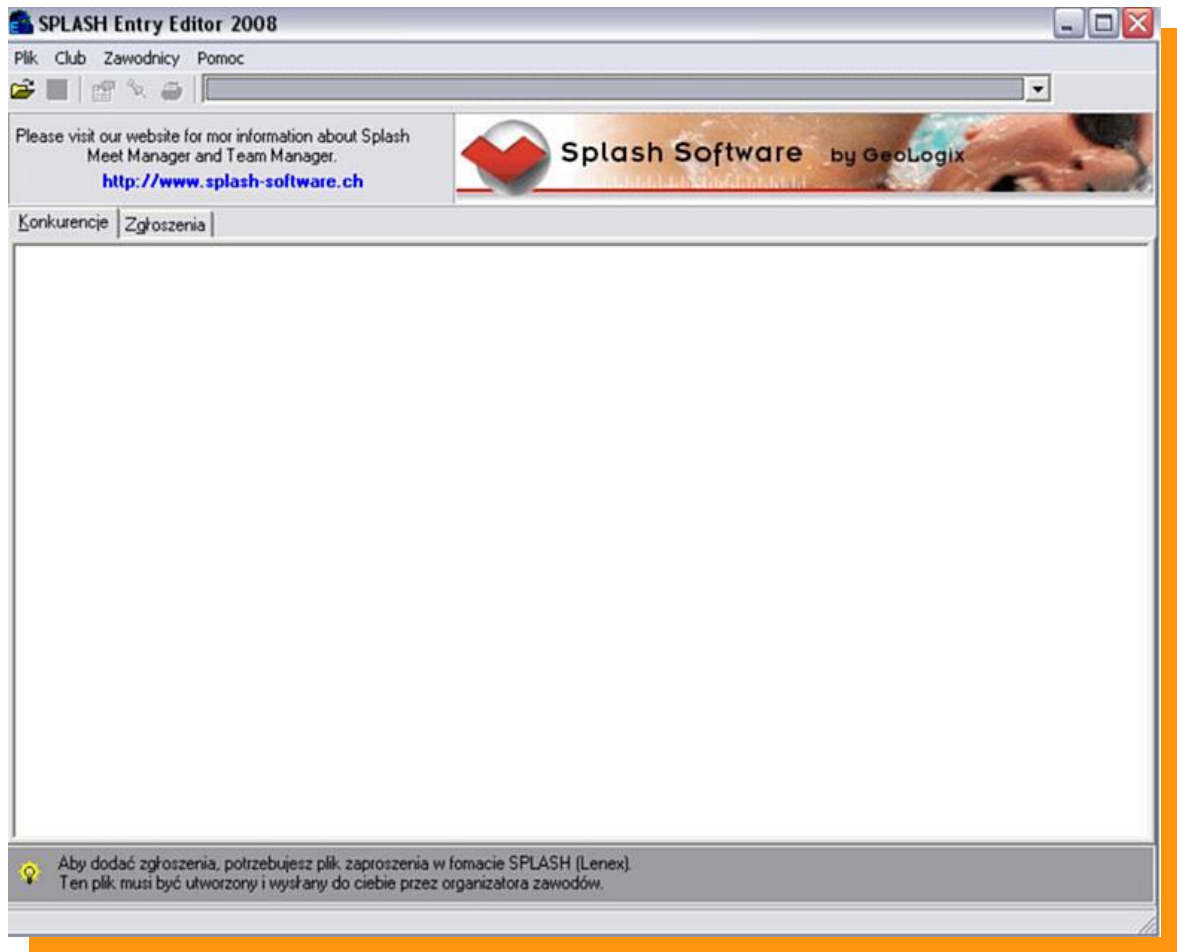 SPLASH Entry Editor 2008
Plik Club Zawodnicy Pomoc
Please visit our website for mor information about Splash
Meet Manager and Team Manager.
http://www.splash-software.ch
Splash Software by GeoLogix
Konkurencje Zgłoszenia
Aby dodać zgłoszenia, potrzebujesz plik zaproszenia w fomacie SPLASH (Lenex).
Ten plik musi być utworzony i wysłany do ciebie przez organizatora zawodów.